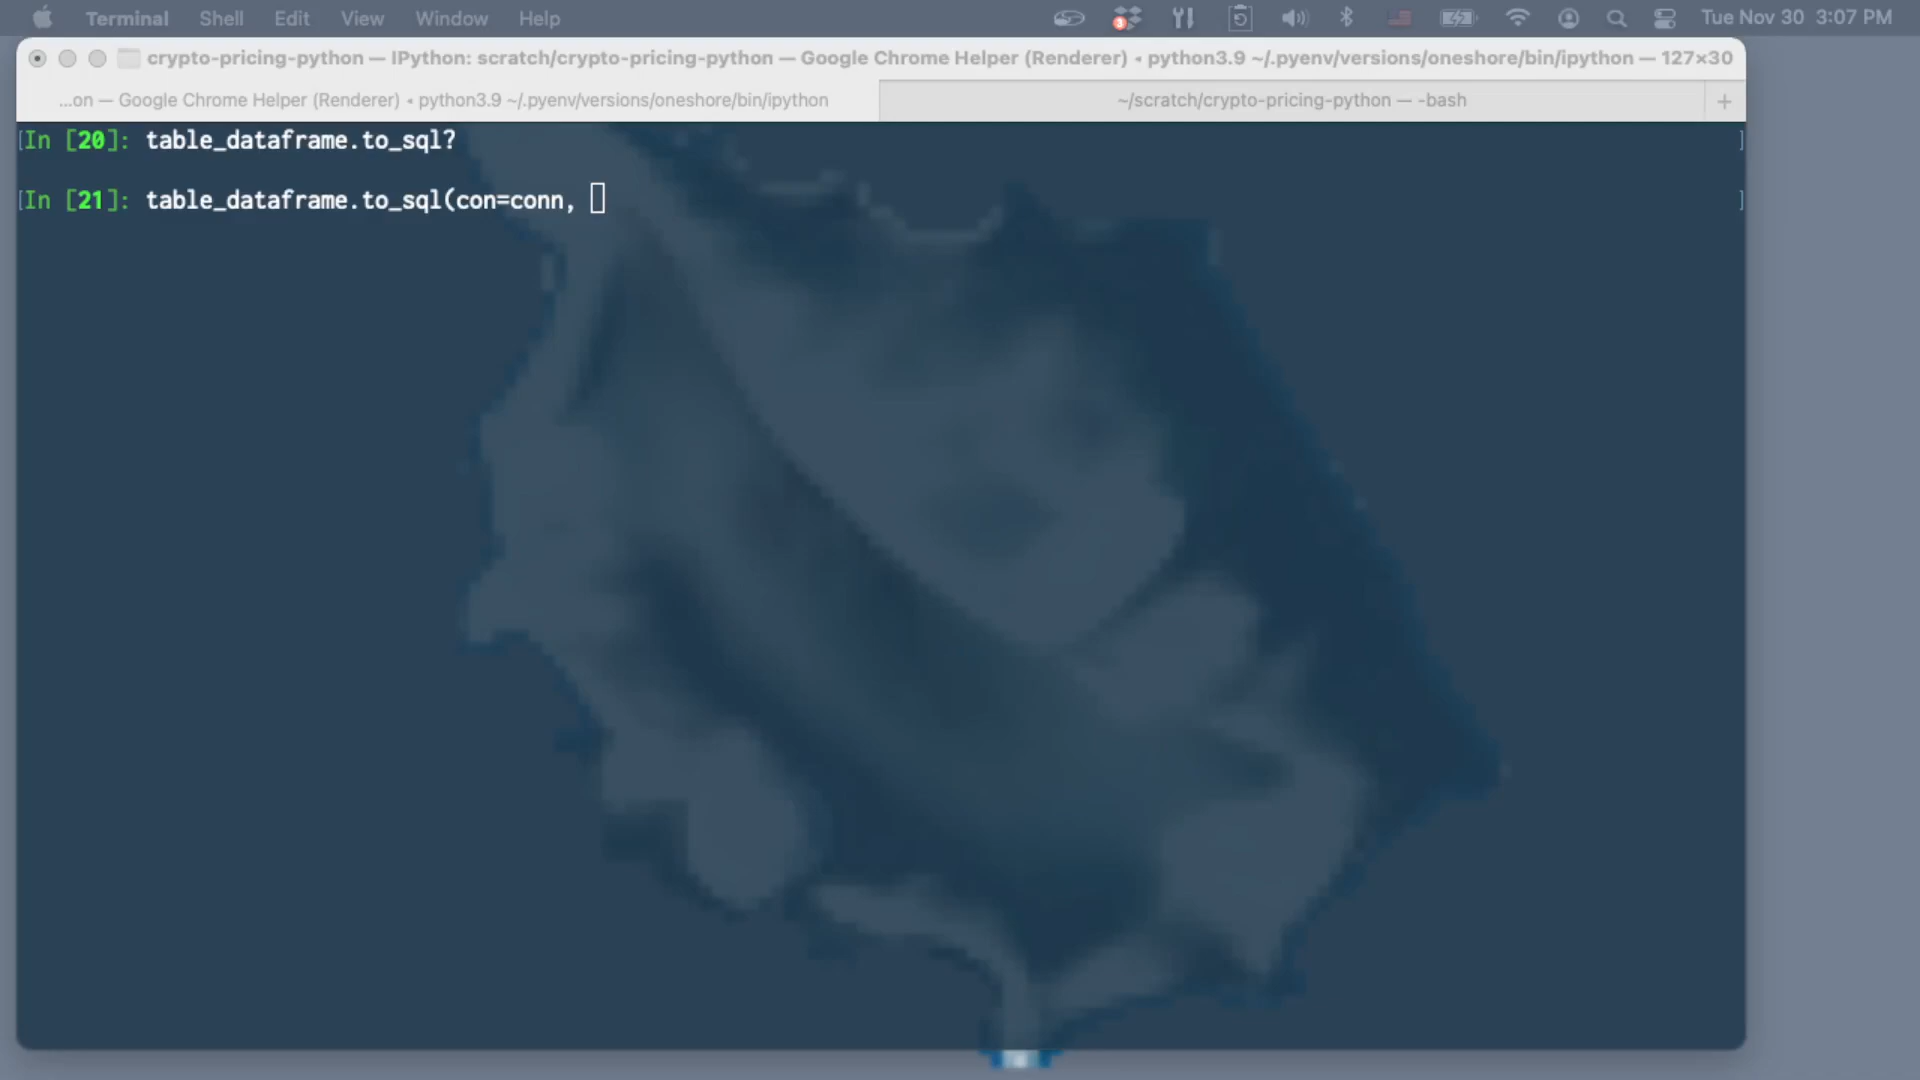 Terminal Shell Edit View Window Help 3 Tue Nov 30 3:07 PM
crypto-pricing-python — IPython: scratch/crypto-pricing-python — Google Chrome Helper (Renderer) ◂ python3.9 ~/.pyenv/versions/oneshore/bin/ipython — 127×30
...on — Google Chrome Helper (Renderer) ◂ python3.9 ~/.pyenv/versions/oneshore/bin/ipython ~/scratch/crypto-pricing-python — -bash +
[In [20]: table_dataframe.to_sql? ]
[In [21]: table_dataframe.to_sql(con=conn, ]